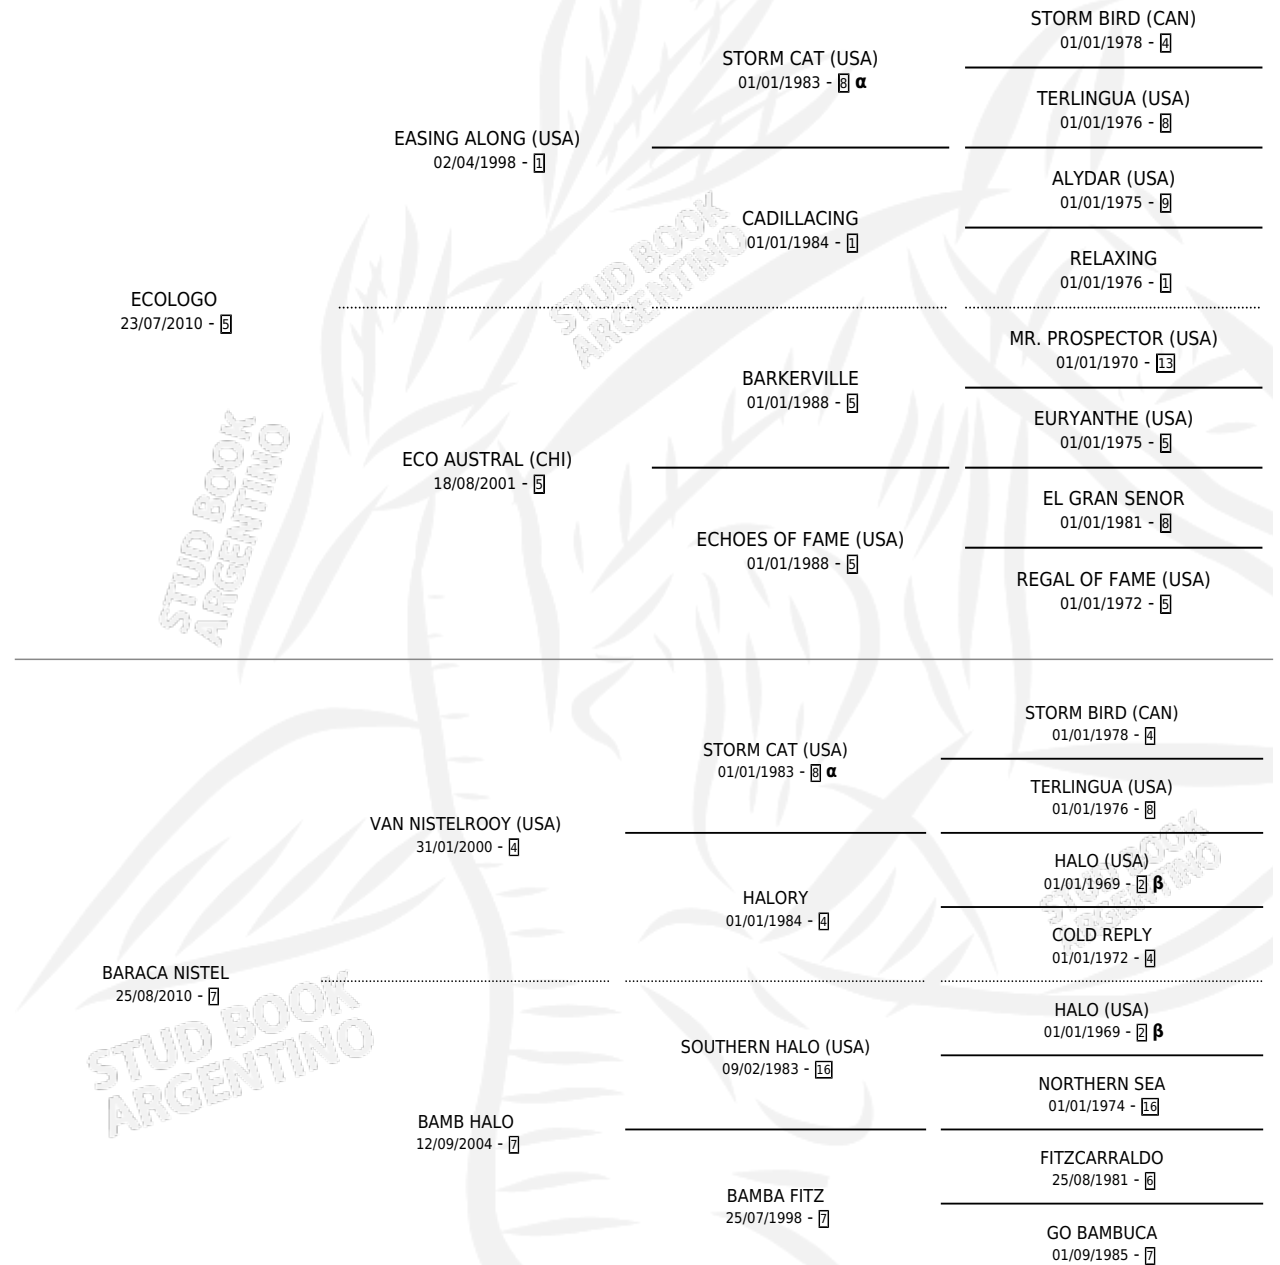 STORM BIRD (CAN)
01/01/1978 - 4
STORM CAT (USA)
01/01/1983 - 8 α
TERLINGUA (USA)
01/01/1976 - 8
EASING ALONG (USA)
02/04/1998 - 1
ALYDAR (USA)
01/01/1975 - 9
CADILLACING
01/01/1984 - 1
RELAXING
01/01/1976 - 1
ECOLOGO
23/07/2010 - 5
MR. PROSPECTOR (USA)
01/01/1970 - 13
BARKERVILLE
01/01/1988 - 5
EURYANTHE (USA)
01/01/1975 - 5
ECO AUSTRAL (CHI)
18/08/2001 - 5
EL GRAN SENOR
01/01/1981 - 8
ECHOES OF FAME (USA)
01/01/1988 - 5
REGAL OF FAME (USA)
01/01/1972 - 5
STUD BOOK
ARGENTINO
STUD BOOK
ARGENTINO
STORM BIRD (CAN)
01/01/1978 - 4
STORM CAT (USA)
01/01/1983 - 8 α
TERLINGUA (USA)
01/01/1976 - 8
VAN NISTELROOY (USA)
31/01/2000 - 4
HALO (USA)
01/01/1969 - 2 β
HALORY
01/01/1984 - 4
COLD REPLY
01/01/1972 - 4
BARACA NISTEL
25/08/2010 - 7
HALO (USA)
01/01/1969 - 2 β
SOUTHERN HALO (USA)
09/02/1983 - 16
NORTHERN SEA
01/01/1974 - 16
BAMB HALO
12/09/2004 - 7
FITZCARRALDO
25/08/1981 - 6
BAMBA FITZ
25/07/1998 - 7
GO BAMBUCA
01/09/1985 - 7
STUD BOOK
ARGENTINO
STUD BOOK
ARGENTINO